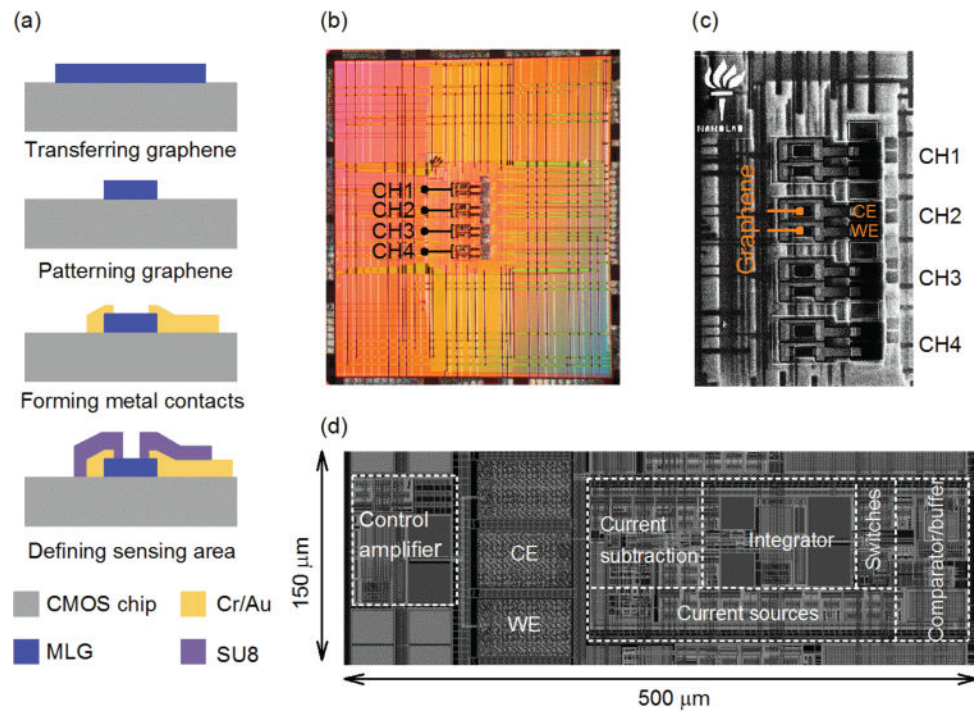 (a)
Transferring graphene
Patterning graphene
Forming metal contacts
Defining sensing area
CMOS chip
Cr/Au
MLG
SU8
(b)
CH1
CH2
CH3
CH4
(c)
NANOLAB
Graphene
CE
WE
CH1
CH2
CH3
CH4
(d)
150 μm
Control
amplifier
CE
WE
Current
subtraction
Integrator
Switches
Comparator/buffer
Current sources
500 μm